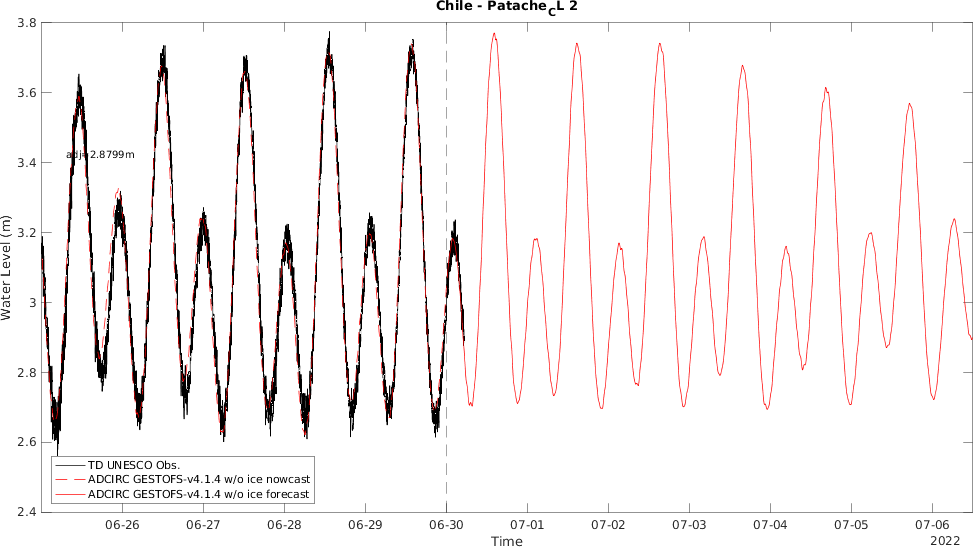 Chile - Patache_CL 2
3.8
3.6
3.4
3.2
3
2.8
2.6
2.4
Water Level (m)
adj=2.8799m
TD UNESCO Obs.
ADCIRC GESTOFS-v4.1.4 w/o ice nowcast
ADCIRC GESTOFS-v4.1.4 w/o ice forecast
06-26 06-27 06-28 06-29 06-30 07-01 07-02 07-03 07-04 07-05 07-06
Time
2022